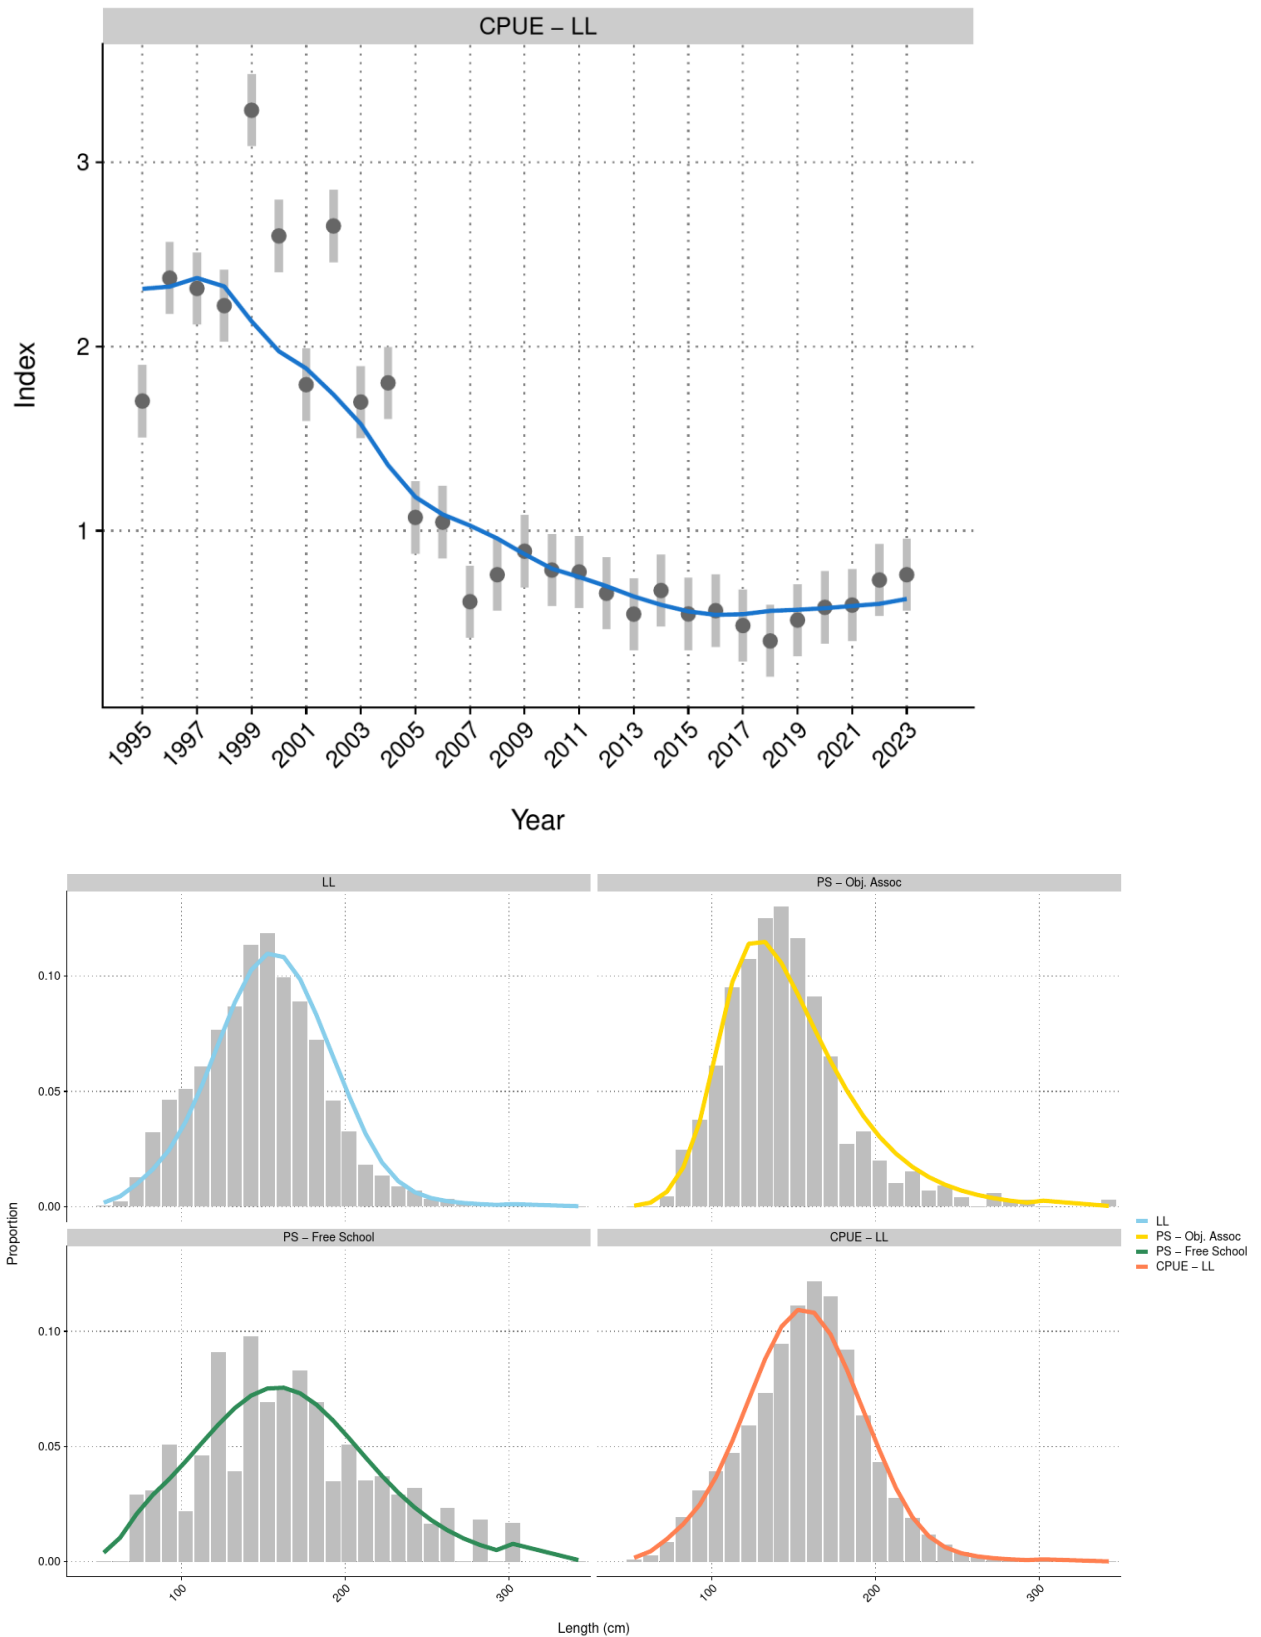 CPUE – LL
3
2
1
Index
1995
1997
1999
2001
2003
2005
2007
2009
2011
2013
2015
2017
2019
2021
2023
Year
LL
PS – Obj. Assoc
0.10
0.05
0.00
PS – Free School
CPUE – LL
0.10
0.05
0.00
Proportion
100
200
300
100
200
300
Length (cm)
LL
PS – Obj. Assoc
PS – Free School
CPUE – LL